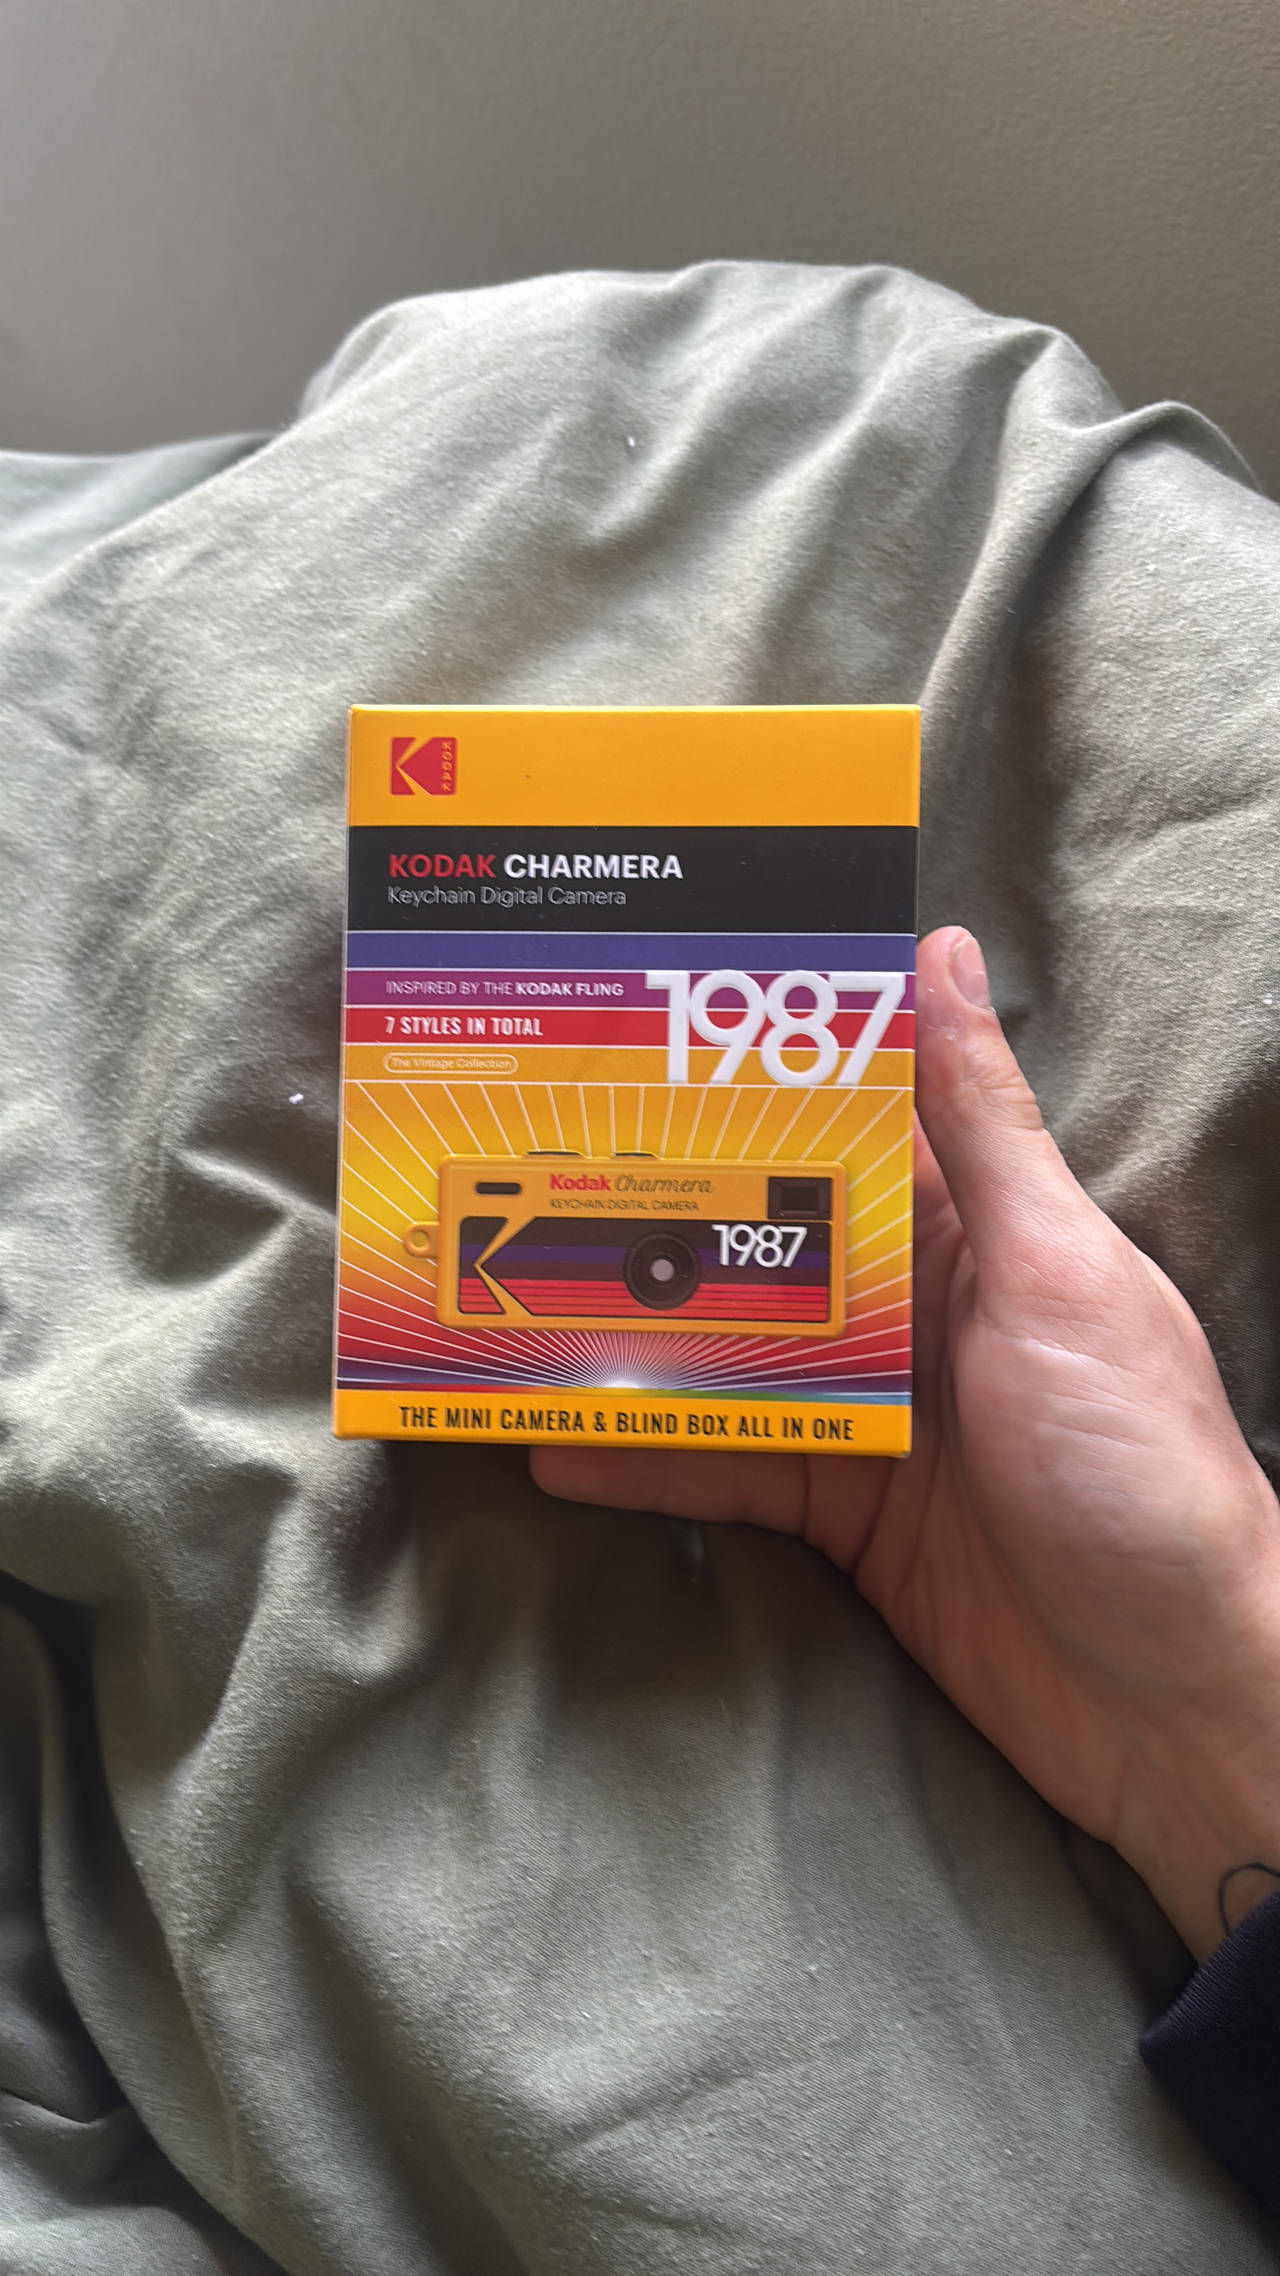 KODAK
KODAK CHARMERA
Keychain Digital Camera
INSPIRED BY THE KODAK FLING
1987
7 STYLES IN TOTAL
The Vintage Collection
Kodak Charmera
KEYCHAIN DIGITAL CAMERA
1987
THE MINI CAMERA & BLIND BOX ALL IN ONE